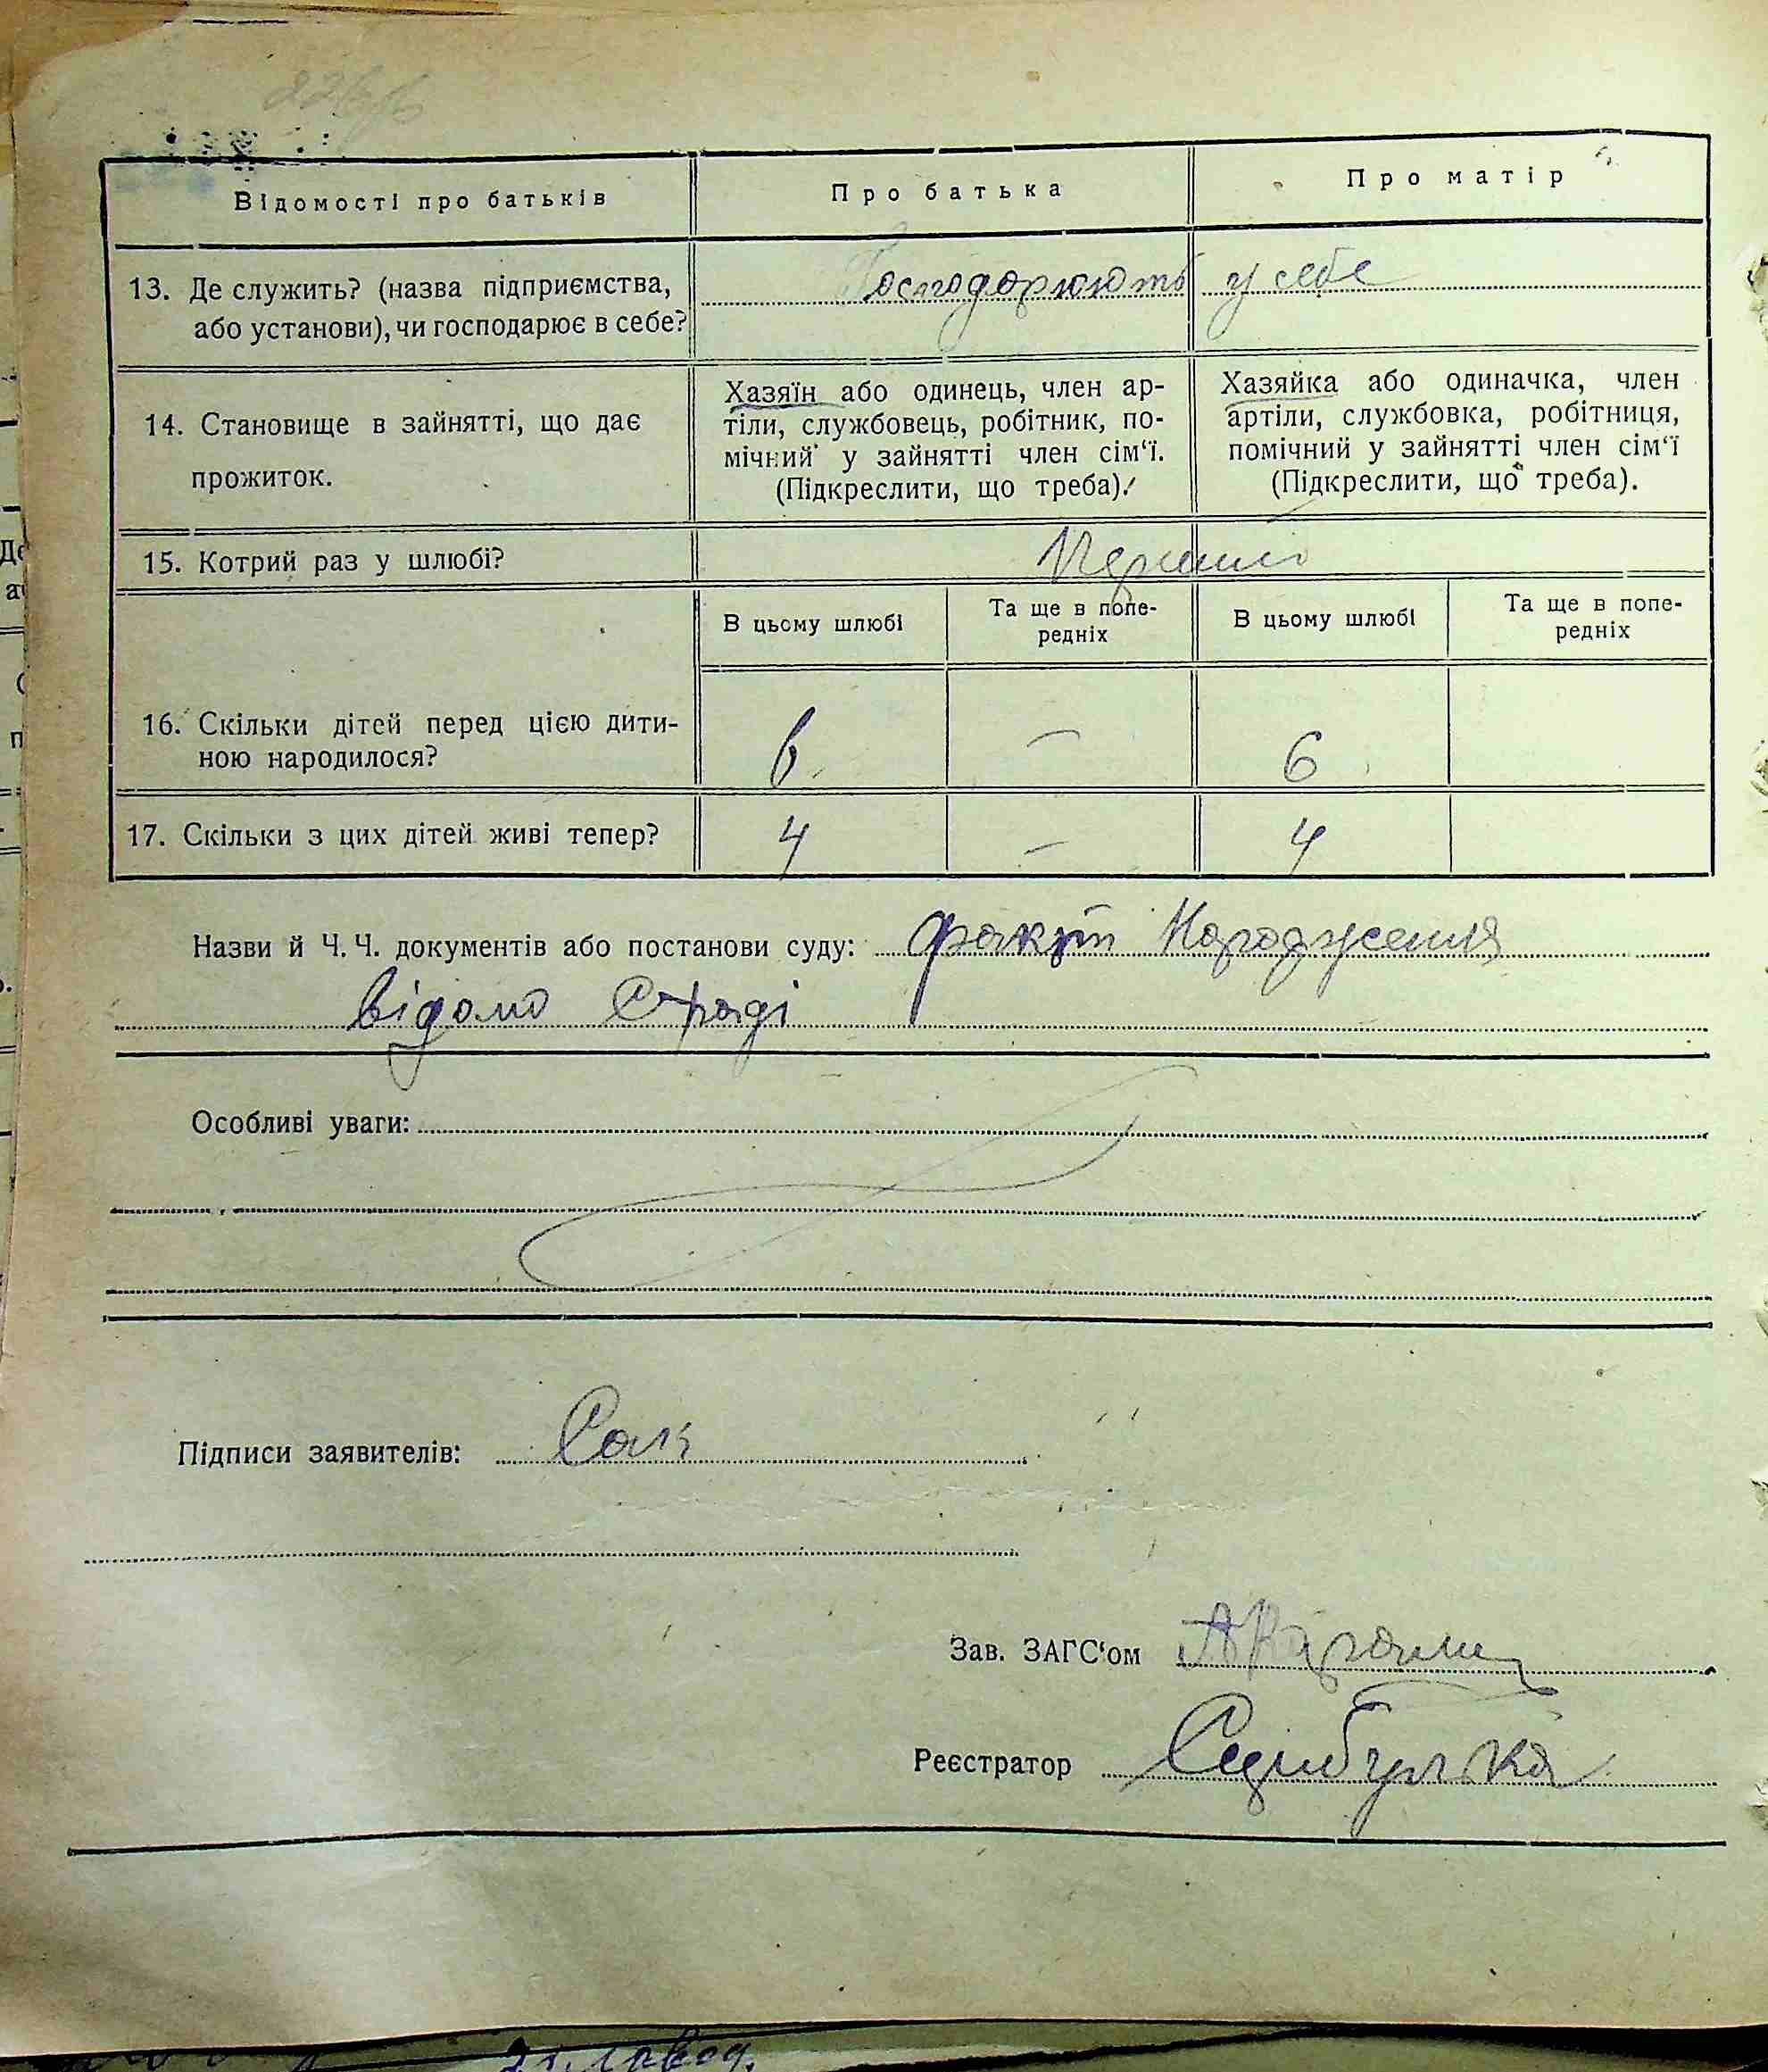 Відомості про батьків
Про батька
Про матір
13. Де служить? (назва підприємства,
або установи), чи господарює в себе?
Господорюють у себе
14. Становище в зайнятті, що дає
прожиток.
Хазяїн або одинець, член ар-
тіли, службовець, робітник, по-
мічний у зайнятті член сім‘ї.
(Підкреслити, що треба).
Хазяйка або одиначка, член
артіли, службовка, робітниця,
помічний у зайнятті член сім‘ї
(Підкреслити, що треба).
15. Котрий раз у шлюбі?
В цьому шлюбі
Та ще в попе-
редніх
В цьому шлюбі
Та ще в попе-
редніх
16. Скільки дітей перед цією дити-
ною народилося?
6
—
6
17. Скільки з цих дітей живі тепер?
4
—
4
Назви й Ч. Ч. документів або постанови суду: факт Народження
відомо С/раді
Особливі уваги:
Підписи заявителів:
Зав. ЗАГС‘ом
Реєстратор